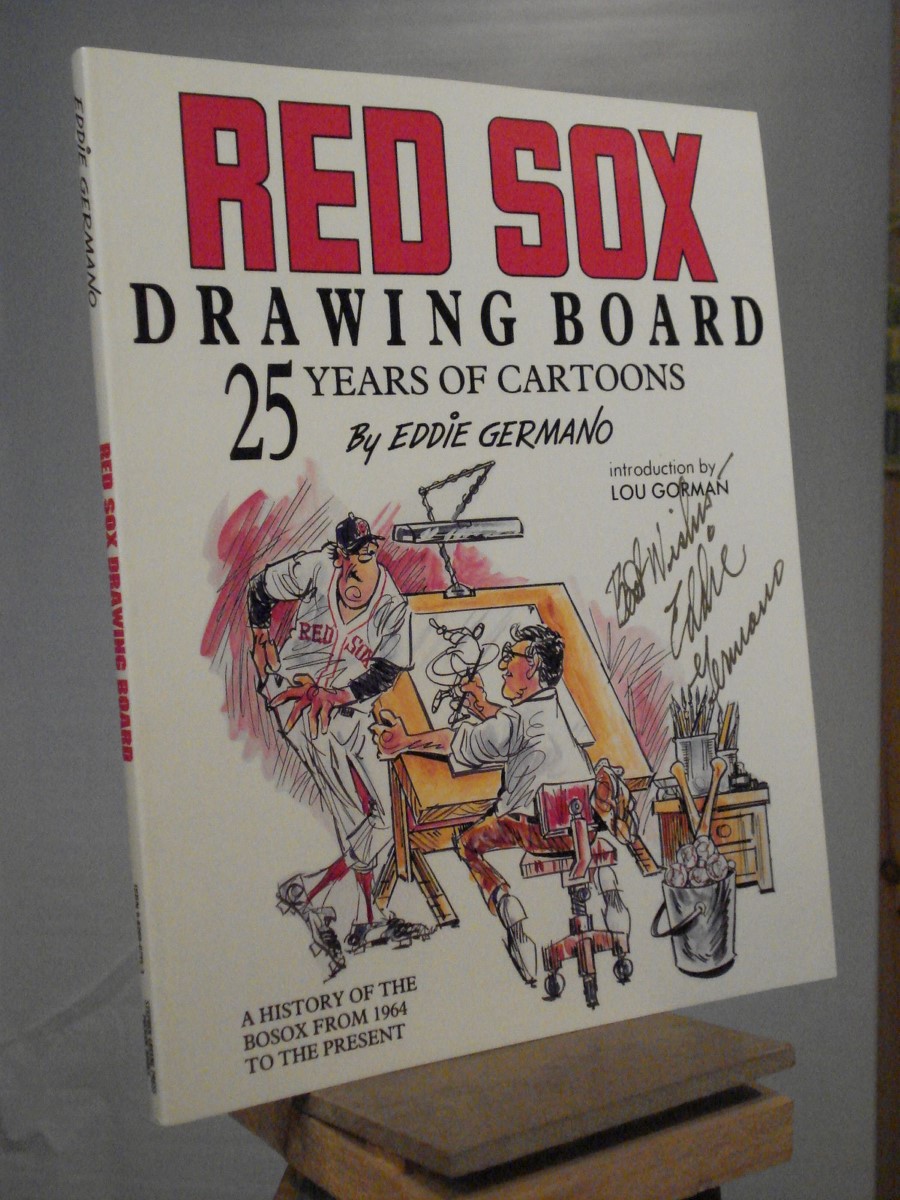 RED SOX
DRAWING BOARD
25 YEARS OF CARTOONS
By EDDIE GERMANO
introduction by
LOU GORMAN
Best Wishes
Eddie
Germano
RED SOX
A HISTORY OF THE
BOSOX FROM 1964
TO THE PRESENT
EDDIE GERMANO
RED SOX DRAWING BOARD